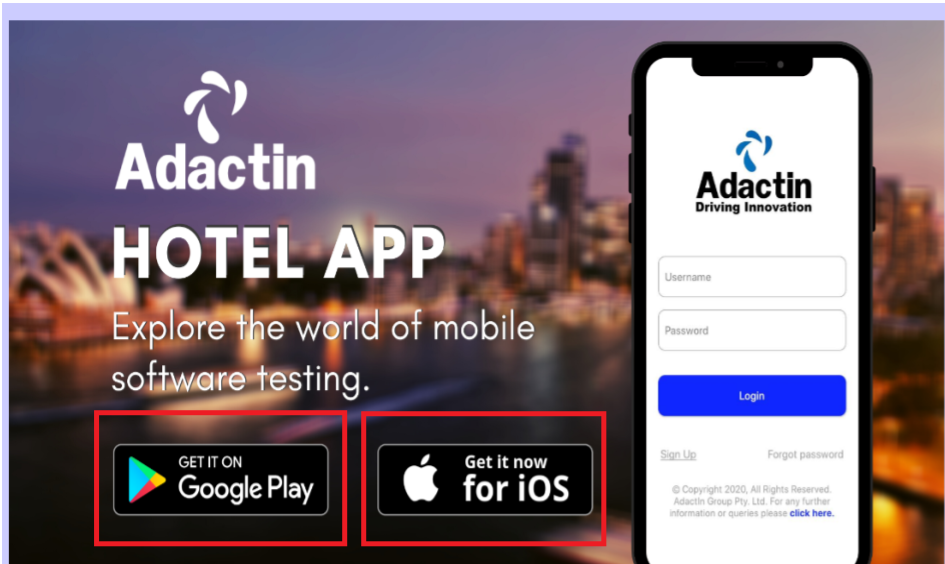 Adactin
HOTEL APP
Explore the world of mobile
software testing.
GET IT ON
Google Play
Get it now
for iOS
Adactin
Driving Innovation
Username
Password
Login
Sign Up
Forgot password
© Copyright 2020, All Rights Reserved.
AdactIn Group Pty. Ltd. For any further
information or queries please click here.